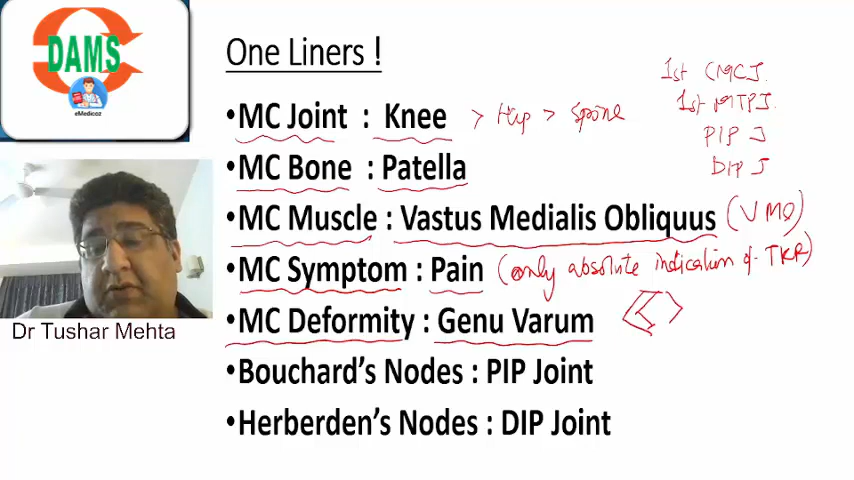 DAMS
eMedicoz
One Liners !
1st CMCJ.
1st MTPJ.
PIP J
DIP J
•MC Joint : Knee > Hip > Spine
•MC Bone : Patella
•MC Muscle : Vastus Medialis Obliquus (VMO)
•MC Symptom : Pain (only absolute indication of TKR)
•MC Deformity : Genu Varum
•Bouchard's Nodes : PIP Joint
•Herberden's Nodes : DIP Joint
Dr Tushar Mehta